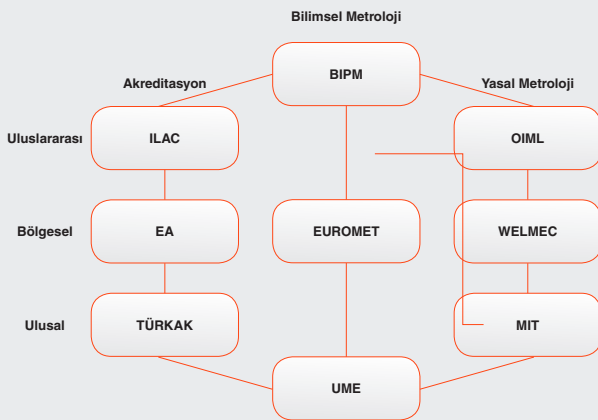 Bilimsel Metroloji
BIPM
Akreditasyon
Yasal Metroloji
Uluslararası
ILAC
OIML
Bölgesel
EA
EUROMET
WELMEC
Ulusal
TÜRKAK
MIT
UME